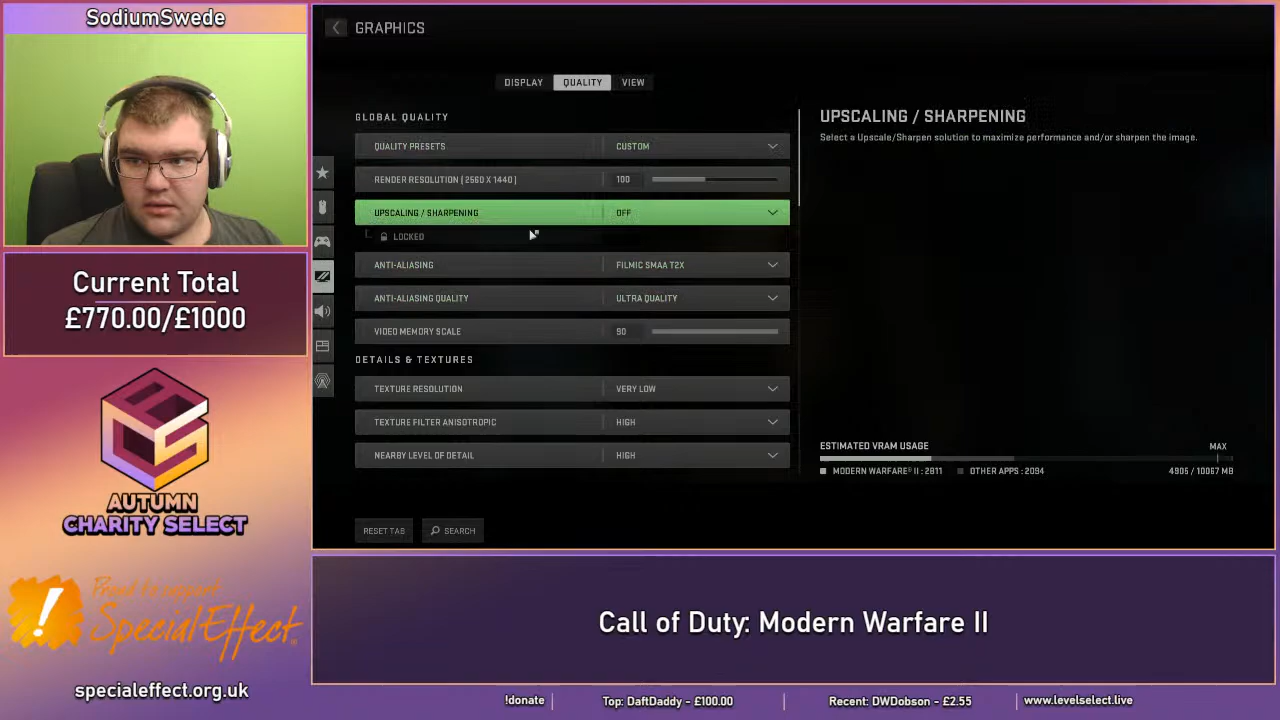 SodiumSwede
GRAPHICS
DISPLAY QUALITY VIEW
GLOBAL QUALITY
QUALITY PRESETS CUSTOM
RENDER RESOLUTION [ 2560 X 1440 ] 100
UPSCALING / SHARPENING OFF
LOCKED
ANTI-ALIASING FILMIC SMAA T2X
ANTI-ALIASING QUALITY ULTRA QUALITY
VIDEO MEMORY SCALE 90
DETAILS & TEXTURES
TEXTURE RESOLUTION VERY LOW
TEXTURE FILTER ANISOTROPIC HIGH
NEARBY LEVEL OF DETAIL HIGH
RESET TAB SEARCH
UPSCALING / SHARPENING
Select a Upscale/Sharpen solution to maximize performance and/or sharpen the image.
ESTIMATED VRAM USAGE MAX
MODERN WARFARE® II : 2811 OTHER APPS : 2094 4905 / 10067 MB
Current Total
£770.00/£1000
AUTUMN
CHARITY SELECT
Proud to support
SpecialEffect
specialeffect.org.uk
Call of Duty: Modern Warfare II
!donate Top: DaftDaddy - £100.00 Recent: DWDobson - £2.55 www.levelselect.live